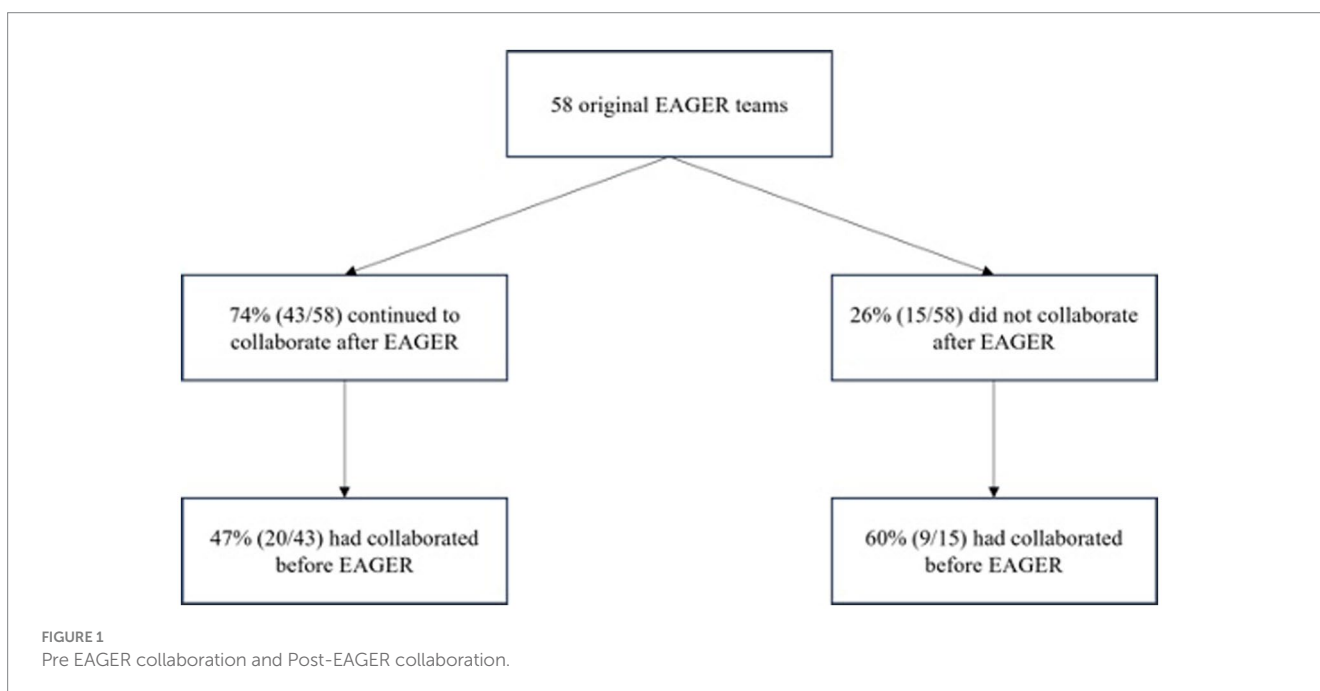 58 original EAGER teams
74% (43/58) continued to
collaborate after EAGER
26% (15/58) did not collaborate
after EAGER
47% (20/43) had collaborated
before EAGER
60% (9/15) had collaborated
before EAGER
FIGURE 1
Pre EAGER collaboration and Post-EAGER collaboration.